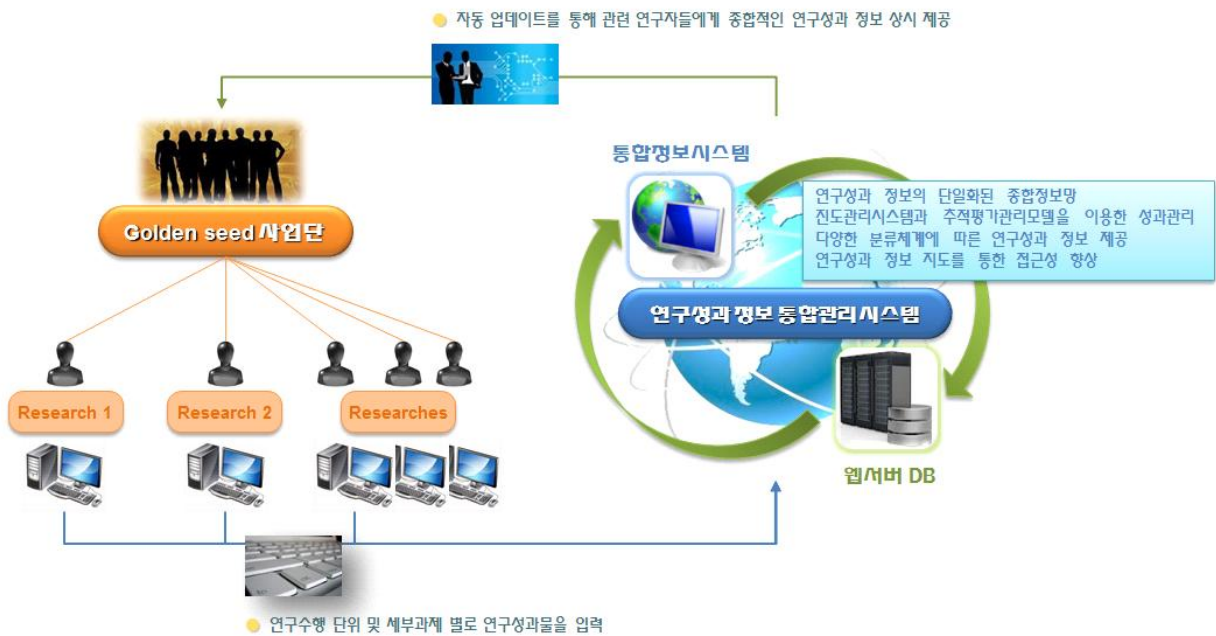 자동 업데이트를 통해 관련 연구자들에게 종합적인 연구성과 정보 상시 제공
통합정보시스템
연구성과 정보의 단일화된 종합정보망
진도관리시스템과 추적평가관리모델을 이용한 성과관리
다양한 분류체계에 따른 연구성과 정보 제공
연구성과 정보 지도를 통한 접근성 향상
Golden seed 사업단
연구성과 정보 통합관리시스템
Research 1
Research 2
Researches
웹서버 DB
연구수행 단위 및 세부과제 별로 연구성과물을 입력